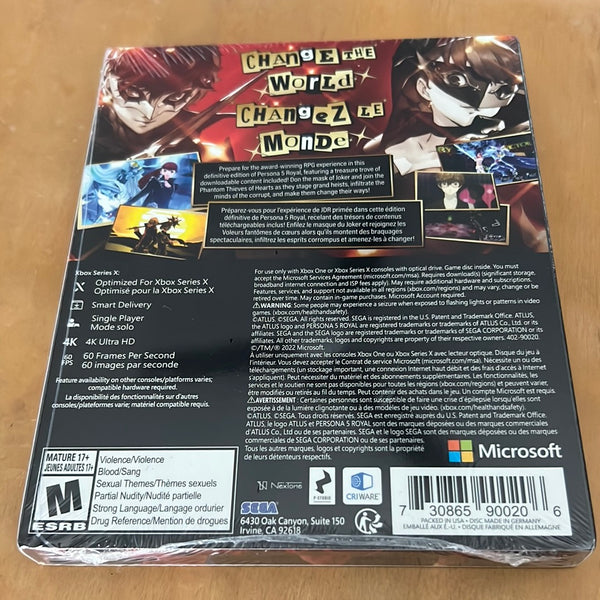 CHANGE THE
WORLD
CHANGEZ LE
MONDE
Prepare for the award-winning RPG experience in this
definitive edition of Persona 5 Royal, featuring a treasure trove of
downloadable content included! Don the mask of Joker and join the
Phantom Thieves of Hearts as they stage grand heists, infiltrate
the minds of the corrupt, and make them change their ways!
Préparez-vous pour l'expérience de JDR primée dans cette édition
définitive de Persona 5 Royal, recelant des trésors de contenus
téléchargeables inclus! Enfilez le masque du Joker et rejoignez les
Voleurs fantômes de cœurs alors qu'ils montent des braquages
spectaculaires, infiltrez les esprits corrompus et amenez-les à changer!
Xbox Series X:
X Optimized For Xbox Series X
Optimisé pour la Xbox Series X
Smart Delivery
Single Player
Mode solo
4K 4K Ultra HD
60 FPS 60 Frames Per Second
60 images par seconde
Feature availability on other consoles/platforms varies;
compatible hardware required.
La disponibilité des fonctionnalités sur d'autres
consoles/plateformes varie; matériel compatible requis.
For use only with Xbox One or Xbox Series X consoles with optical drive. Game disc inside. You must
accept the Microsoft Services Agreement (microsoft.com/msa). Requires download(s) (significant storage,
broadband internet connection and ISP fees apply). May require additional hardware and subscriptions.
Features, services and support not available in all regions (xbox.com/regions) and may vary, change or be
retired over time. May contain in-game purchases. Microsoft Account required.
⚠WARNING: Some people may experience a seizure when exposed to flashing lights or patterns in video
games. (xbox.com/healthandsafety).
©ATLUS. ©SEGA. All rights reserved. SEGA is registered in the U.S. Patent and Trademark Office. ATLUS,
the ATLUS logo and PERSONA 5 ROYAL are registered trademarks or trademarks of ATLUS Co., Ltd. or its
affiliates. SEGA and the SEGA logo are registered trademarks or trademarks of SEGA CORPORATION or its
affiliates. All other trademarks, logos and copyrights are property of their respective owners. 402-90020.
©/TM/® 2022 Microsoft.
À utiliser uniquement avec les consoles Xbox One ou Xbox Series X avec lecteur optique. Disque du jeu à
l'intérieur. Vous devez accepter le Contrat de services Microsoft (microsoft.com/msa). Nécessite un ou des
téléchargements (un stockage important, une connexion Internet haut débit et des frais d'accès à Internet
s'appliquent). Peut nécessiter du matériel et des abonnements supplémentaires. Les fonctionnalités, les
services et le soutien ne sont pas disponibles pour toutes les régions (xbox.com/regions) et peuvent varier,
être modifiés ou retirés au fil du temps. Peut contenir des achats dans le jeu. Un compte Microsoft est requis.
⚠AVERTISSEMENT : Certaines personnes sont susceptible de faire une crise d'épilepsie lorsqu'elles sont
exposée à de la lumière clignotante ou à des modèles de jeu vidéo. (xbox.com/healthandsafety).
©ATLUS. ©SEGA. Tous droits réservés. SEGA est enregistré auprès du U.S. Patent and Trademark Office.
ATLUS, le logo ATLUS et PERSONA 5 ROYAL sont des marques déposées ou des marques commerciales
d'ATLUS Co, Ltd. ou de ses partenaires. SEGA et le logo SEGA sont des marques déposées ou des marques
commerciales de SEGA CORPORATION ou de ses partenaires.
Tous les autres marques, logos et copyrights sont la propriété
de leurs détenteurs respectifs.
Microsoft
MATURE 17+
JEUNES ADULTES 17+
M
ESRB
Violence/Violence
Blood/Sang
Sexual Themes/Thèmes sexuels
Partial Nudity/Nudité partielle
Strong Language/Langage ordurier
Drug Reference/Mention de drogues
NexTone
P-STUDIO
CRIWARE
SEGA
6430 Oak Canyon, Suite 150
Irvine, CA 92618
7 30865 90020 6
PACKED IN USA • DISC MADE IN GERMANY
EMBALLÉ AUX É.-U. • DISQUE FABRIQUÉ EN ALLEMAGNE